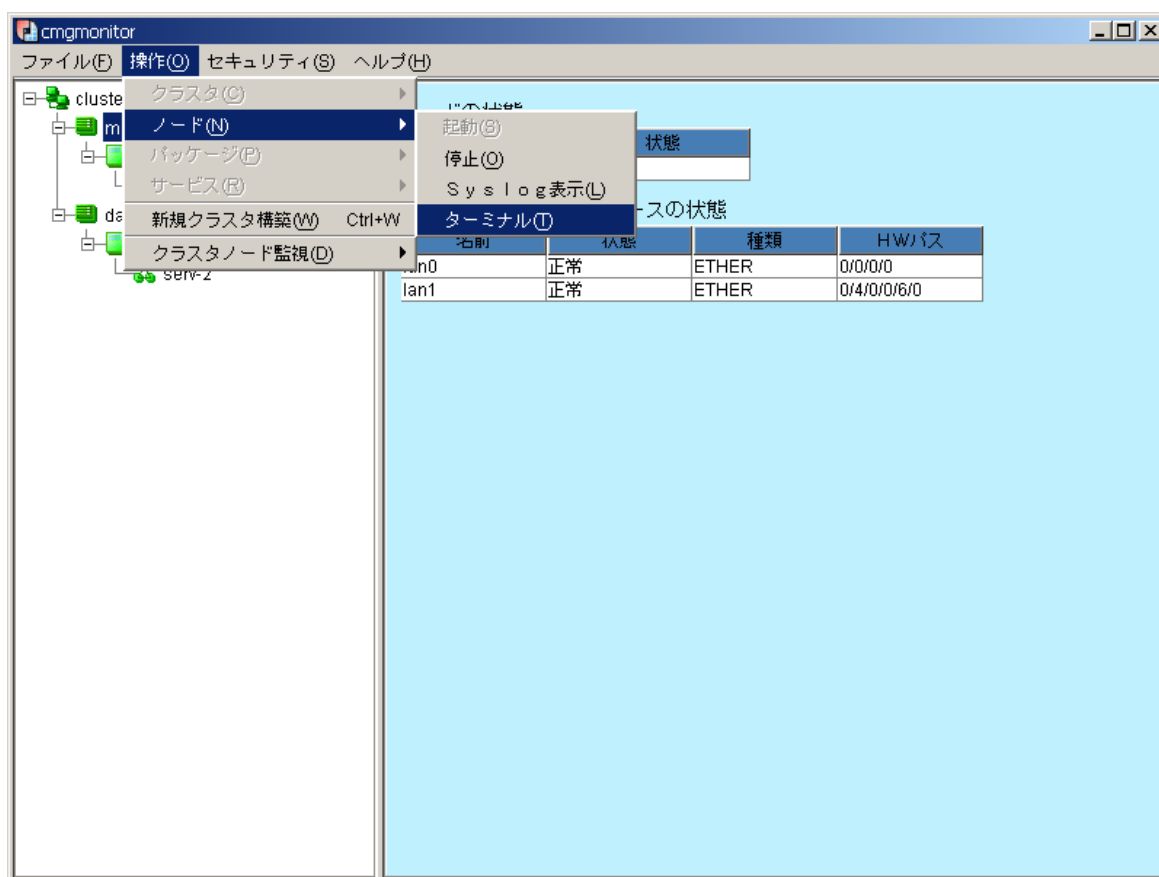 cmgmonitor
ファイル(F) 操作(O) セキュリティ(S) ヘルプ(H)
クラスタ(C)
ノード(N)
パッケージ(P)
サービス(R)
新規クラスタ構築(W) Ctrl+W
クラスタノード監視(D)
起動(S)
停止(O)
Ｓｙｓｌｏｇ表示(L)
ターミナル(T)
serv-2
状態
スの状態
名前 状態 種類 ＨＷパス
lan0 正常 ETHER 0/0/0/0
lan1 正常 ETHER 0/4/0/0/6/0